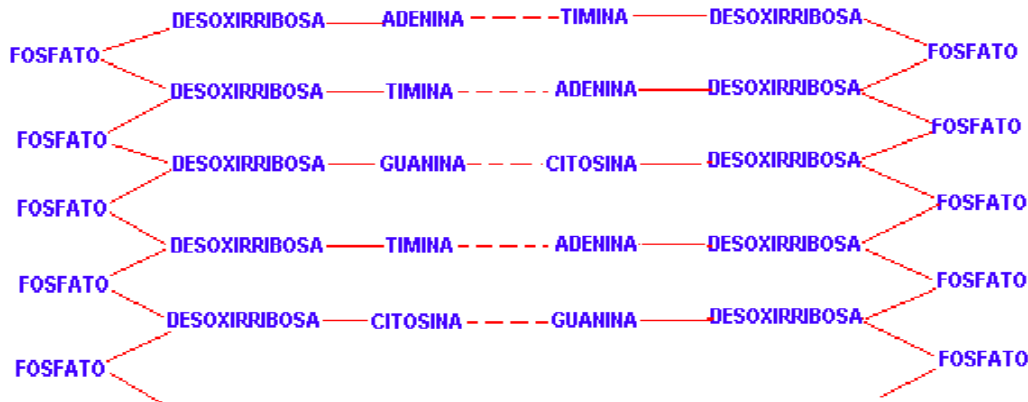 DESOXIRRIBOSA ADENINA TIMINA DESOXIRRIBOSA
FOSFATO FOSFATO
DESOXIRRIBOSA TIMINA ADENINA DESOXIRRIBOSA
FOSFATO FOSFATO
DESOXIRRIBOSA GUANINA CITOSINA DESOXIRRIBOSA
FOSFATO FOSFATO
DESOXIRRIBOSA TIMINA ADENINA DESOXIRRIBOSA
FOSFATO FOSFATO
DESOXIRRIBOSA CITOSINA GUANINA DESOXIRRIBOSA
FOSFATO FOSFATO